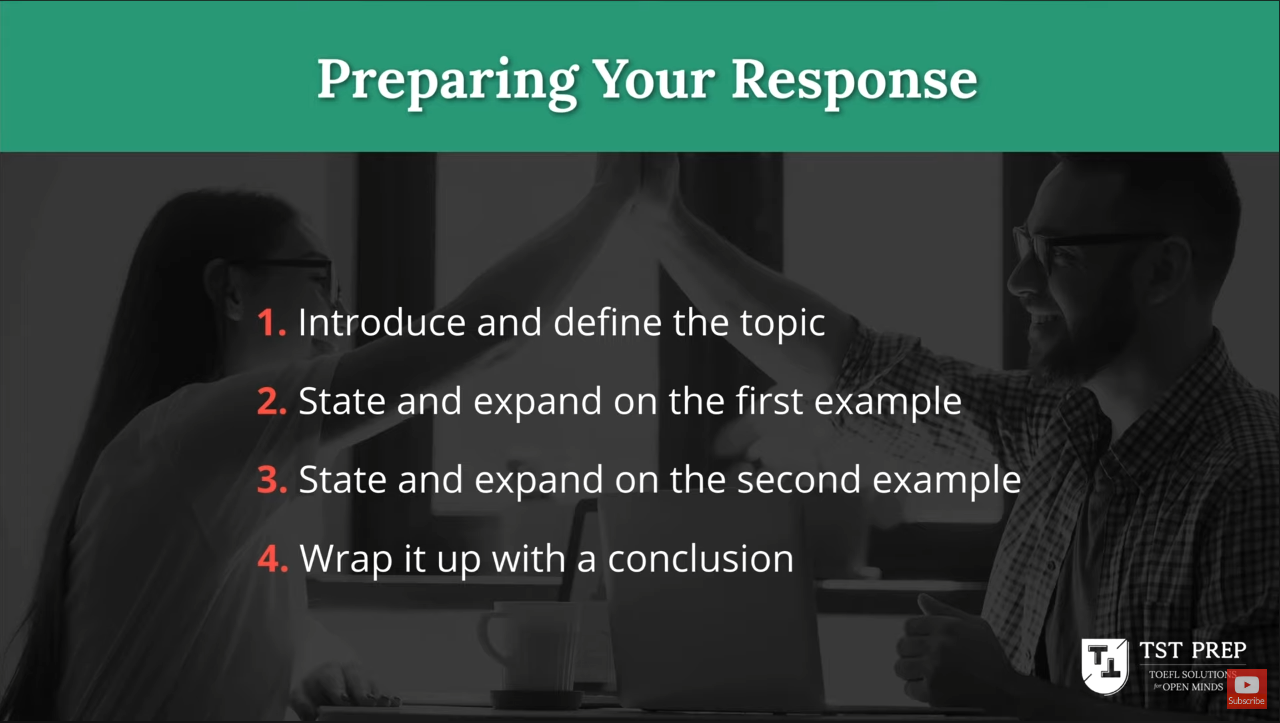 Preparing Your Response
1. Introduce and define the topic
2. State and expand on the first example
3. State and expand on the second example
4. Wrap it up with a conclusion
TST PREP
TOEFL SOLUTIONS
for OPEN MINDS
Subscribe